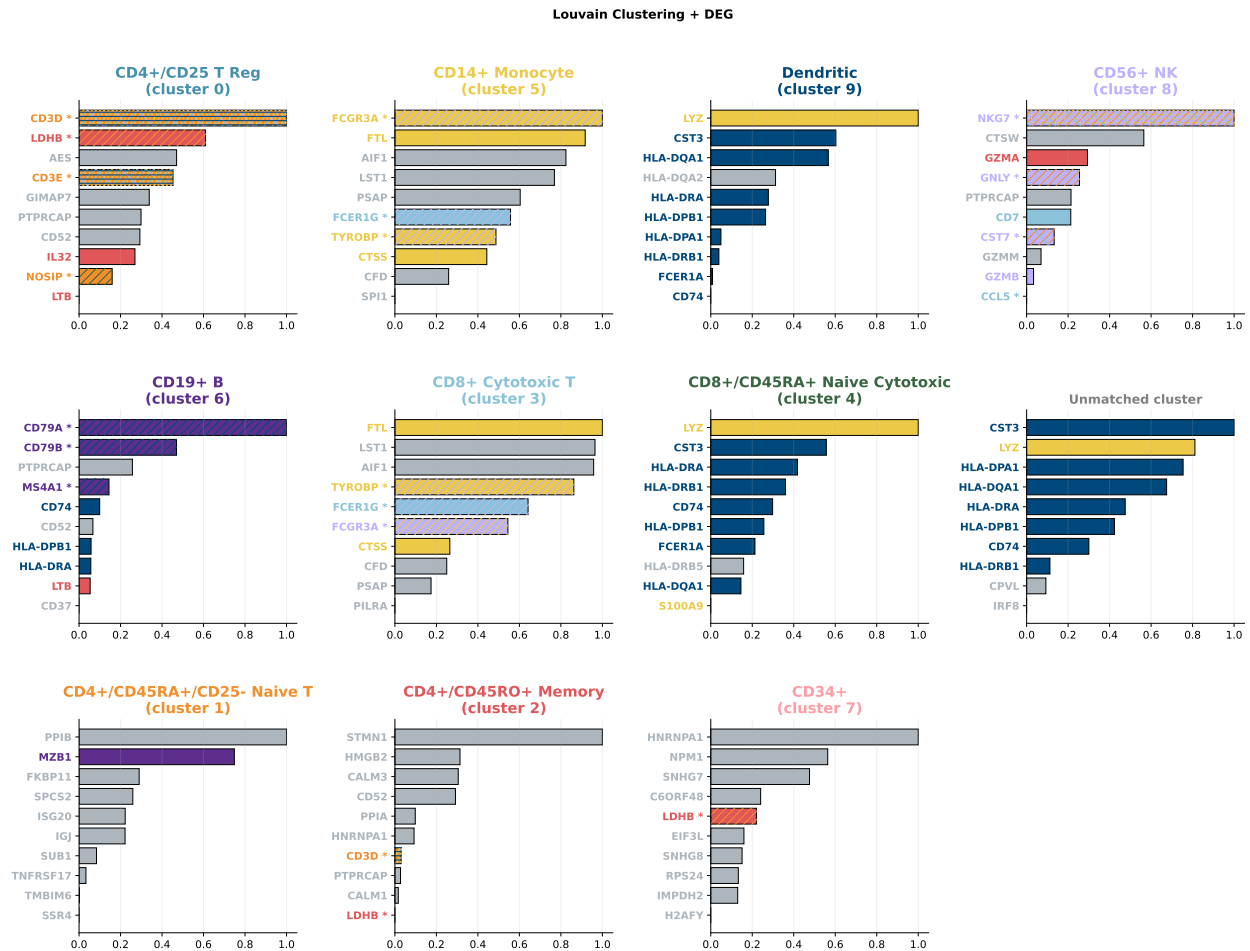 Louvain Clustering + DEG
CD4+/CD25 T Reg
(cluster 0)
CD3D *
LDHB *
AES
CD3E *
GIMAP7
PTPRCAP
CD52
IL32
NOSIP *
LTB
0.0 0.2 0.4 0.6 0.8 1.0
CD14+ Monocyte
(cluster 5)
FCGR3A *
FTL
AIF1
LST1
PSAP
FCER1G *
TYROBP *
CTSS
CFD
SPI1
0.0 0.2 0.4 0.6 0.8 1.0
Dendritic
(cluster 9)
LYZ
CST3
HLA-DQA1
HLA-DQA2
HLA-DRA
HLA-DPB1
HLA-DPA1
HLA-DRB1
FCER1A
CD74
0.0 0.2 0.4 0.6 0.8 1.0
CD56+ NK
(cluster 8)
NKG7 *
CTSW
GZMA
GNLY *
PTPRCAP
CD7
CST7 *
GZMM
GZMB
CCL5 *
0.0 0.2 0.4 0.6 0.8 1.0
CD19+ B
(cluster 6)
CD79A *
CD79B *
PTPRCAP
MS4A1 *
CD74
CD52
HLA-DPB1
HLA-DRA
LTB
CD37
0.0 0.2 0.4 0.6 0.8 1.0
CD8+ Cytotoxic T
(cluster 3)
FTL
LST1
AIF1
TYROBP *
FCER1G *
FCGR3A *
CTSS
CFD
PSAP
PILRA
0.0 0.2 0.4 0.6 0.8 1.0
CD8+/CD45RA+ Naive Cytotoxic
(cluster 4)
LYZ
CST3
HLA-DRA
HLA-DRB1
CD74
HLA-DPB1
FCER1A
HLA-DRB5
HLA-DQA1
S100A9
0.0 0.2 0.4 0.6 0.8 1.0
Unmatched cluster
CST3
LYZ
HLA-DPA1
HLA-DQA1
HLA-DRA
HLA-DPB1
CD74
HLA-DRB1
CPVL
IRF8
0.0 0.2 0.4 0.6 0.8 1.0
CD4+/CD45RA+/CD25- Naive T
(cluster 1)
PPIB
MZB1
FKBP11
SPCS2
ISG20
IGJ
SUB1
TNFRSF17
TMBIM6
SSR4
0.0 0.2 0.4 0.6 0.8 1.0
CD4+/CD45RO+ Memory
(cluster 2)
STMN1
HMGB2
CALM3
CD52
PPIA
HNRNPA1
CD3D *
PTPRCAP
CALM1
LDHB *
0.0 0.2 0.4 0.6 0.8 1.0
CD34+
(cluster 7)
HNRNPA1
NPM1
SNHG7
C6ORF48
LDHB *
EIF3L
SNHG8
RPS24
IMPDH2
H2AFY
0.0 0.2 0.4 0.6 0.8 1.0